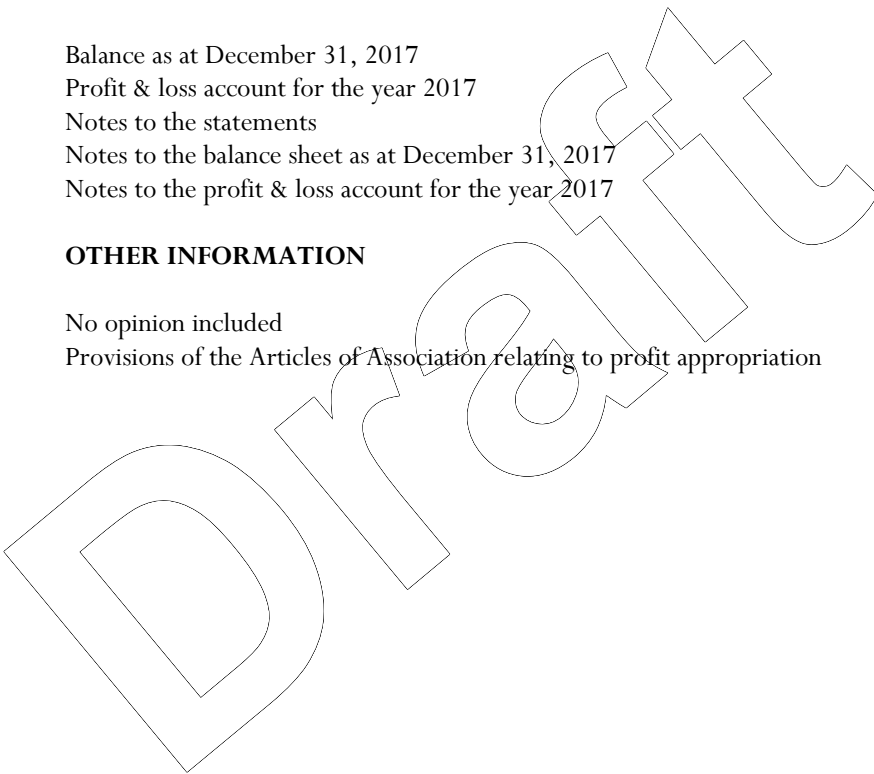 Balance as at December 31, 2017
Profit & loss account for the year 2017
Notes to the statements
Notes to the balance sheet as at December 31, 2017
Notes to the profit & loss account for the year 2017
OTHER INFORMATION
No opinion included
Provisions of the Articles of Association relating to profit appropriation
Draft